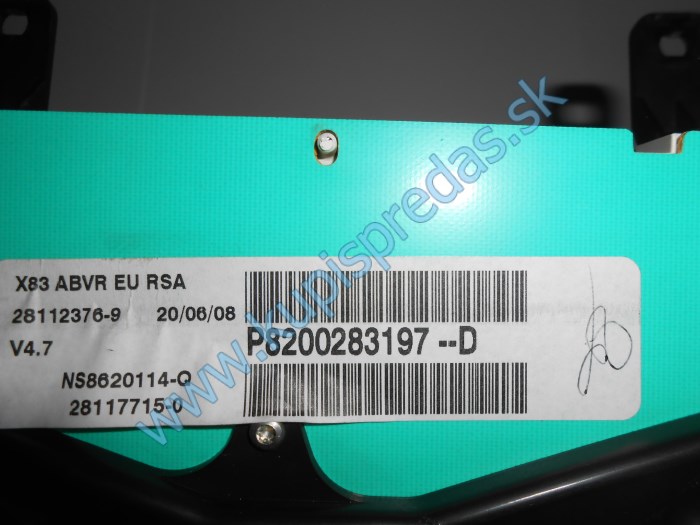 X83 ABVR EU RSA
28112376-9 20/06/08
V4.7
P8200283197 --D
NS8620114-Q
28117715-0
www.kupispredas.sk